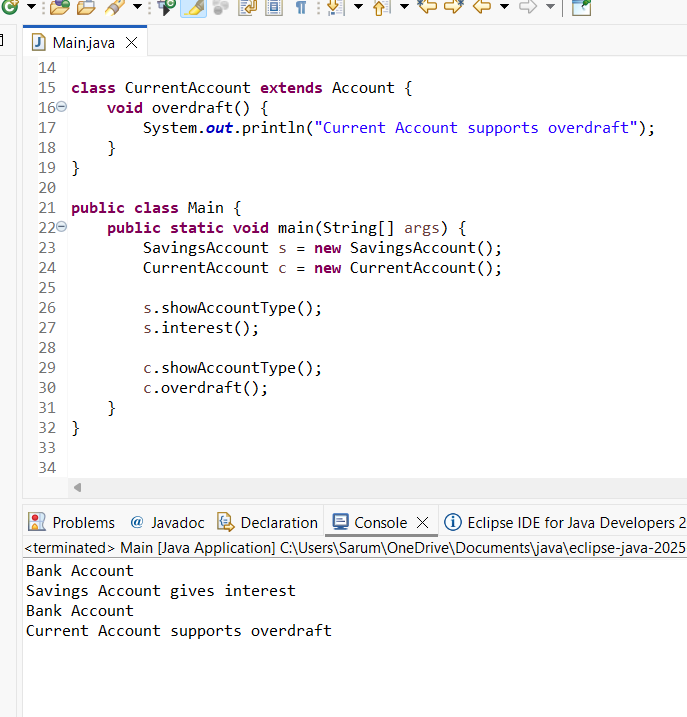 Main.java
14
15 class CurrentAccount extends Account {
16 void overdraft() {
17 System.out.println("Current Account supports overdraft");
18 }
19 }
20
21 public class Main {
22 public static void main(String[] args) {
23 SavingsAccount s = new SavingsAccount();
24 CurrentAccount c = new CurrentAccount();
25
26 s.showAccountType();
27 s.interest();
28
29 c.showAccountType();
30 c.overdraft();
31 }
32 }
33
34
Problems @ Javadoc Declaration Console Eclipse IDE for Java Developers 2
<terminated> Main [Java Application] C:\Users\Sarum\OneDrive\Documents\java\eclipse-java-2025
Bank Account
Savings Account gives interest
Bank Account
Current Account supports overdraft